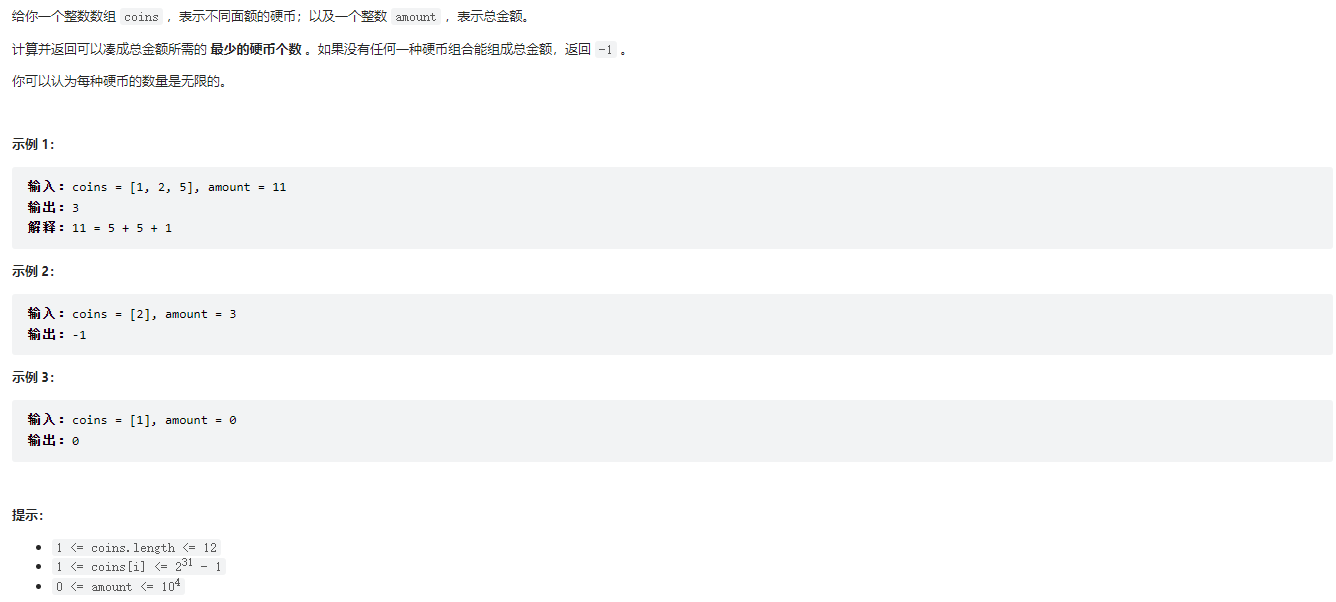 给你一个整数数组 coins ，表示不同面额的硬币；以及一个整数 amount ，表示总金额。
计算并返回可以凑成总金额所需的 最少的硬币个数 。如果没有任何一种硬币组合能组成总金额，返回 -1 。
你可以认为每种硬币的数量是无限的。
示例 1：
输入：coins = [1, 2, 5], amount = 11
输出：3
解释：11 = 5 + 5 + 1
示例 2：
输入：coins = [2], amount = 3
输出：-1
示例 3：
输入：coins = [1], amount = 0
输出：0
提示：
1 <= coins.length <= 12
1 <= coins[i] <= 2³¹ - 1
0 <= amount <= 10⁴